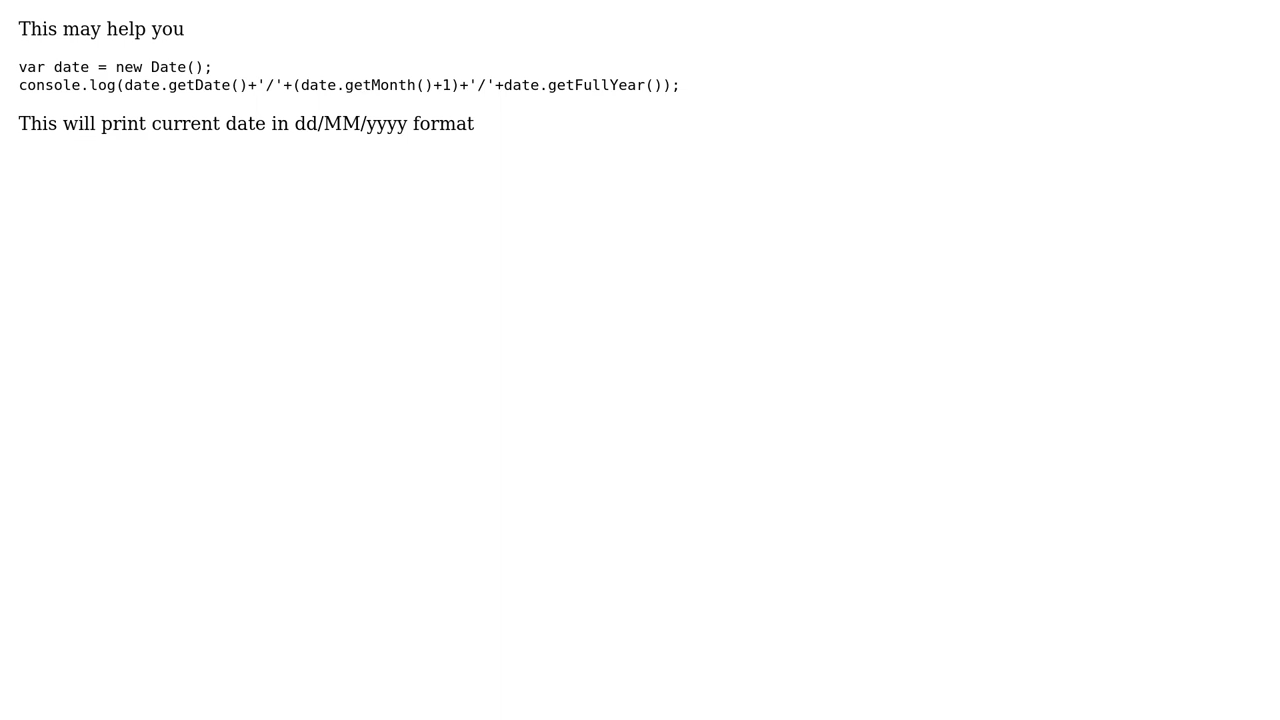 This may help you
var date = new Date();
console.log(date.getDate()+'/'+(date.getMonth()+1)+'/'+date.getFullYear());
This will print current date in dd/MM/yyyy format